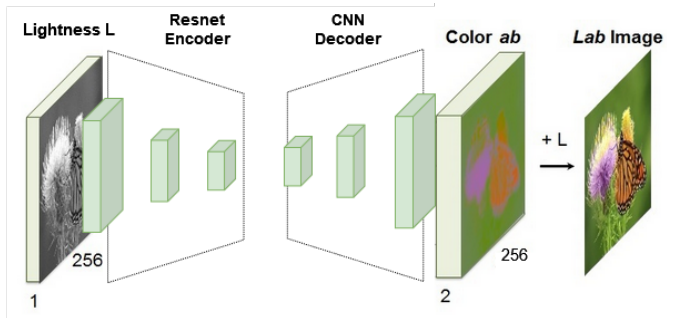 Lightness L
Resnet
Encoder
CNN
Decoder
Color ab
Lab Image
+ L
256
1
256
2